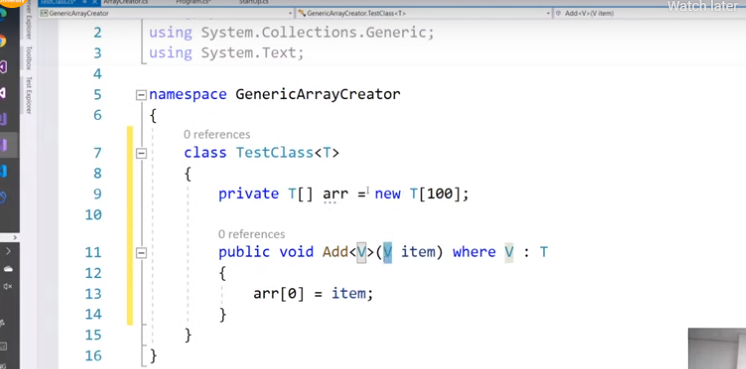 Watch later
TestClass.cs* ArrayCreator.cs Program.cs* StartUp.cs
GenericArrayCreator GenericArrayCreator.TestClass<T> Add<V>(V item)
Toolbox
Test Explorer
2 using System.Collections.Generic;
3 using System.Text;
4
5 namespace GenericArrayCreator
6 {
0 references
7 class TestClass<T>
8 {
9 private T[] arr = new T[100];
10
0 references
11 public void Add<V>(V item) where V : T
12 {
13 arr[0] = item;
14 }
15 }
16 }